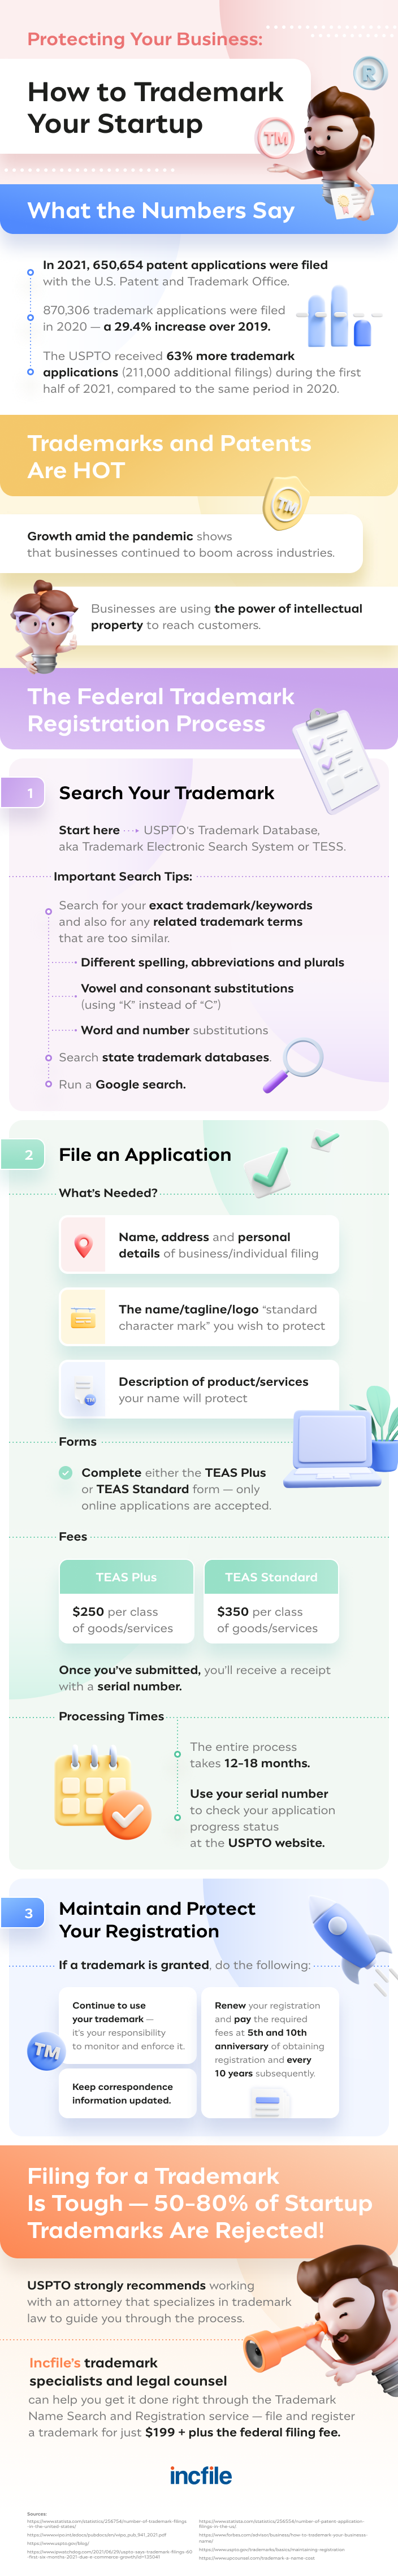 Protecting Your Business:
How to Trademark
Your Startup
R
TM
What the Numbers Say
In 2021, 650,654 patent applications were filed
with the U.S. Patent and Trademark Office.
870,306 trademark applications were filed
in 2020 — a 29.4% increase over 2019.
The USPTO received 63% more trademark
applications (211,000 additional filings) during the first
half of 2021, compared to the same period in 2020.
Trademarks and Patents
Are HOT
TM
Growth amid the pandemic shows
that businesses continued to boom across industries.
Businesses are using the power of intellectual
property to reach customers.
The Federal Trademark
Registration Process
1
Search Your Trademark
Start here USPTO's Trademark Database,
aka Trademark Electronic Search System or TESS.
Important Search Tips:
Search for your exact trademark/keywords
and also for any related trademark terms
that are too similar.
Different spelling, abbreviations and plurals
Vowel and consonant substitutions
(using “K” instead of “C”)
Word and number substitutions
Search state trademark databases.
Run a Google search.
2
File an Application
What's Needed?
Name, address and personal
details of business/individual filing
The name/tagline/logo “standard
character mark” you wish to protect
TM
Description of product/services
your name will protect
Forms
Complete either the TEAS Plus
or TEAS Standard form — only
online applications are accepted.
Fees
TEAS Plus
$250 per class
of goods/services
TEAS Standard
$350 per class
of goods/services
Once you've submitted, you'll receive a receipt
with a serial number.
Processing Times
The entire process
takes 12-18 months.
Use your serial number
to check your application
progress status
at the USPTO website.
3
Maintain and Protect
Your Registration
If a trademark is granted, do the following:
Continue to use
your trademark —
it's your responsibility
to monitor and enforce it.
TM
Keep correspondence
information updated.
Renew your registration
and pay the required
fees at 5th and 10th
anniversary of obtaining
registration and every
10 years subsequently.
Filing for a Trademark
Is Tough — 50-80% of Startup
Trademarks Are Rejected!
USPTO strongly recommends working
with an attorney that specializes in trademark
law to guide you through the process.
Incfile's trademark
specialists and legal counsel
can help you get it done right through the Trademark
Name Search and Registration service — file and register
a trademark for just $199 + plus the federal filing fee.
incfile
Sources:
https://www.uspto.gov/blog/